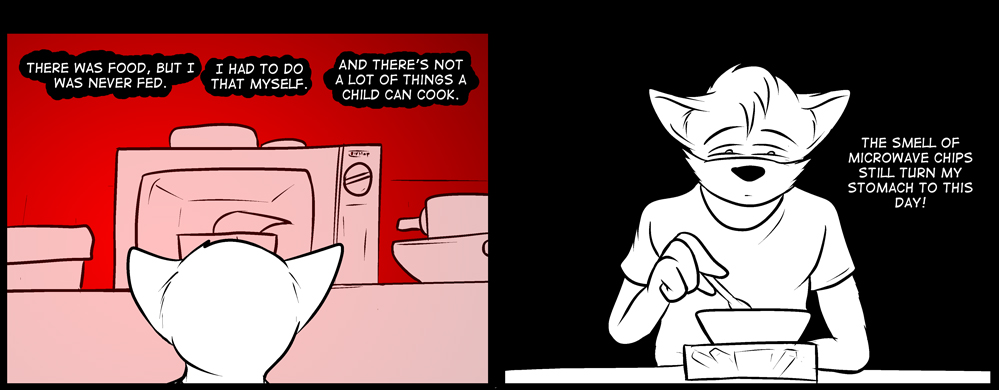 THERE WAS FOOD, BUT I
WAS NEVER FED.
I HAD TO DO
THAT MYSELF.
AND THERE'S NOT
A LOT OF THINGS A
CHILD CAN COOK.
THE SMELL OF
MICROWAVE CHIPS
STILL TURN MY
STOMACH TO THIS
DAY!